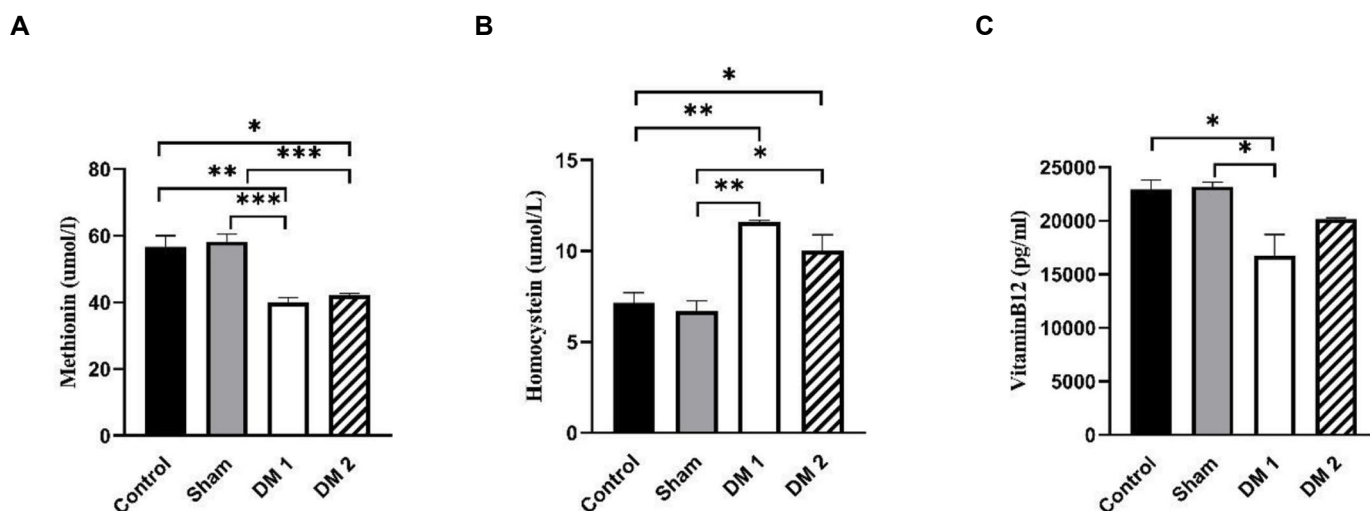 A
B
C
Methionin (umol/l)
80
60
40
20
0
*
***
**
***
Control
Sham
DM 1
DM 2
Homocystein (umol/L)
15
10
5
0
*
**
*
**
Control
Sham
DM 1
DM 2
VitaminB12 (pg/ml)
25000
20000
15000
10000
5000
0
*
*
Control
Sham
DM 1
DM 2